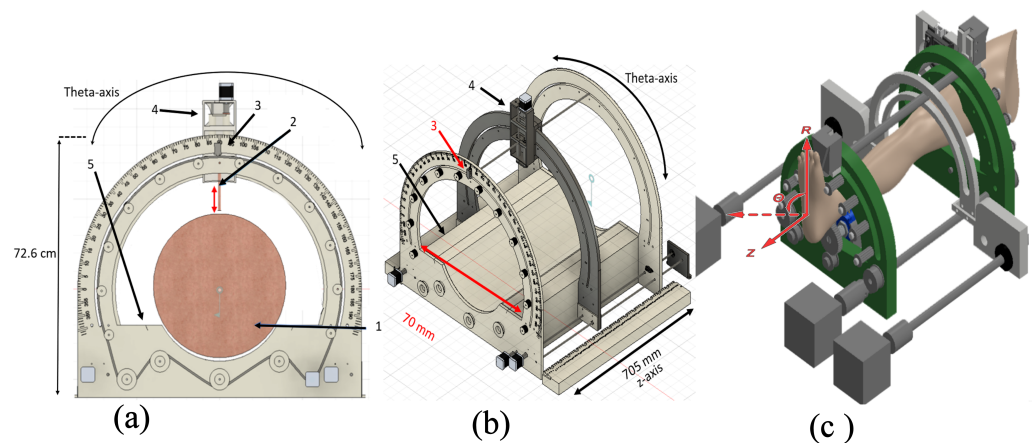 Theta-axis
4
3
2
5
72.6 cm
1
(a)
Theta-axis
4
3
5
70 mm
705 mm
z-axis
(b)
R
Θ
Z
(c)